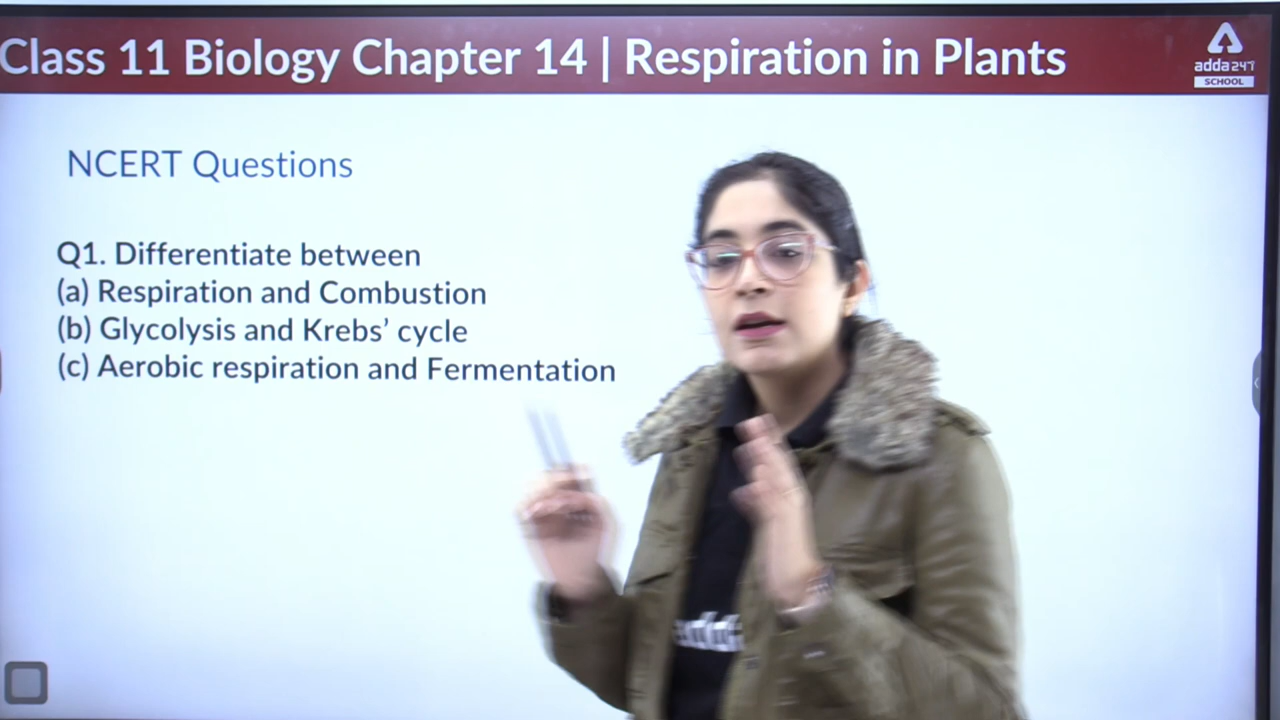 Class 11 Biology Chapter 14 | Respiration in Plants
adda247
SCHOOL
NCERT Questions
Q1. Differentiate between
(a) Respiration and Combustion
(b) Glycolysis and Krebs’ cycle
(c) Aerobic respiration and Fermentation